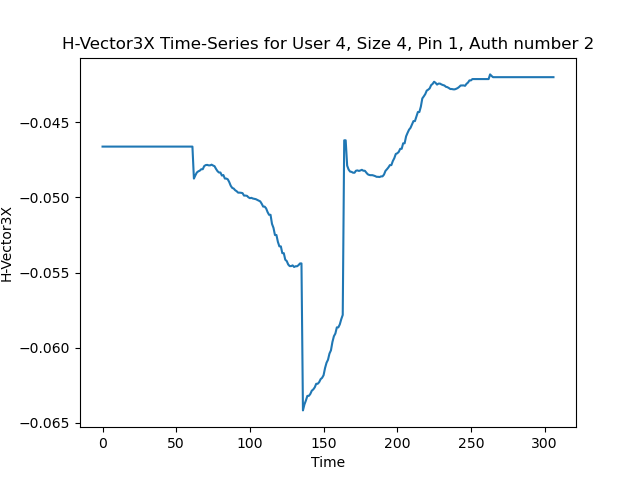 H-Vector3X Time-Series for User 4, Size 4, Pin 1, Auth number 2
H-Vector3X
−0.045
−0.050
−0.055
−0.060
−0.065
0 50 100 150 200 250 300
Time